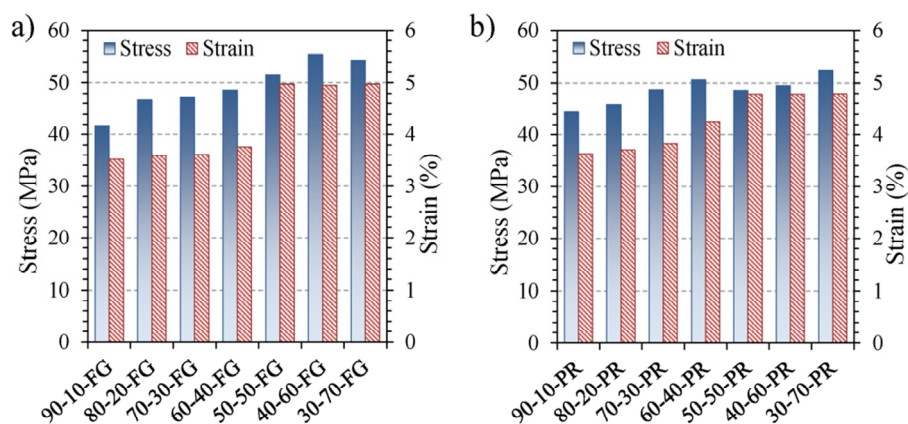 a)
Stress (MPa)
60
50
40
30
20
10
0
Stress Strain
6
5
4
3
2
1
0
Strain (%)
90-10-FG
80-20-FG
70-30-FG
60-40-FG
50-50-FG
40-60-FG
30-70-FG
b)
Stress (MPa)
60
50
40
30
20
10
0
Stress Strain
6
5
4
3
2
1
0
Strain (%)
90-10-PR
80-20-PR
70-30-PR
60-40-PR
50-50-PR
40-60-PR
30-70-PR